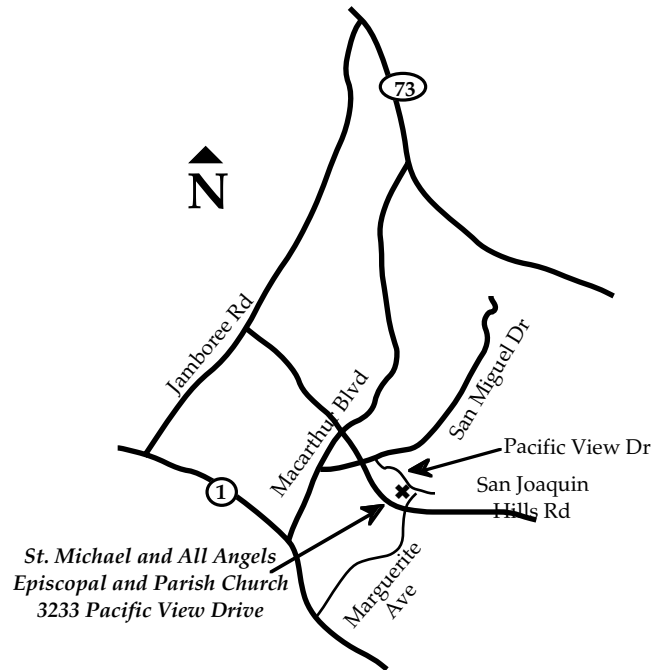 73
N
Jamboree Rd
Macarthur Blvd
San Miguel Dr
Pacific View Dr
San Joaquin
Hills Rd
1
St. Michael and All Angels
Episcopal and Parish Church
3233 Pacific View Drive
Marguerite
Ave